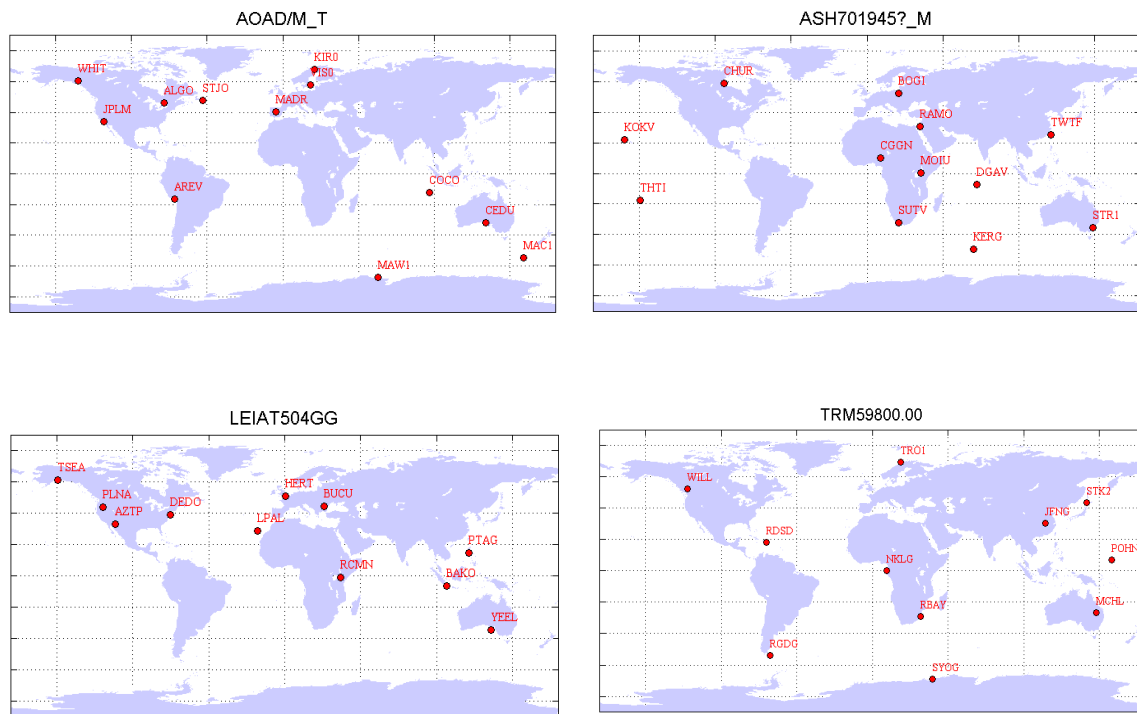 AOAD/M_T
KIR0
WHIT
ALGO
STJO
MADR
JPLM
AREV
COCO
CEDU
MAC1
MAW1
ASH701945?_M
CHUR
BOGI
RAMO
TWTF
KOKV
CGGN
MOIU
DGAV
THTI
SUTV
STR1
KERG
LEIAT504GG
TSEA
PLNA
AZTP
DEDO
HERT
BUCU
LPAL
PTAG
RCMN
BAKO
YEEL
TRM59800.00
TRO1
WILL
STK2
JFNG
RDSD
POHN
NKLG
RBAY
MCHL
RGDG
SYOG